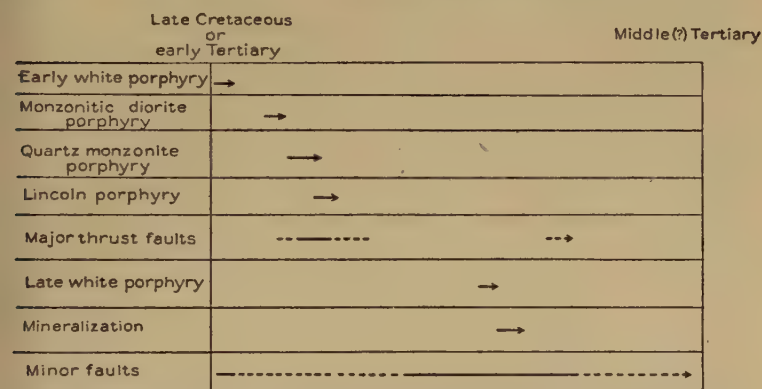 Late Cretaceous
or
early Tertiary
Middle(?) Tertiary
Early white porphyry
Monzonitic diorite
porphyry
Quartz monzonite
porphyry
Lincoln porphyry
Major thrust faults
Late white porphyry
Mineralization
Minor faults